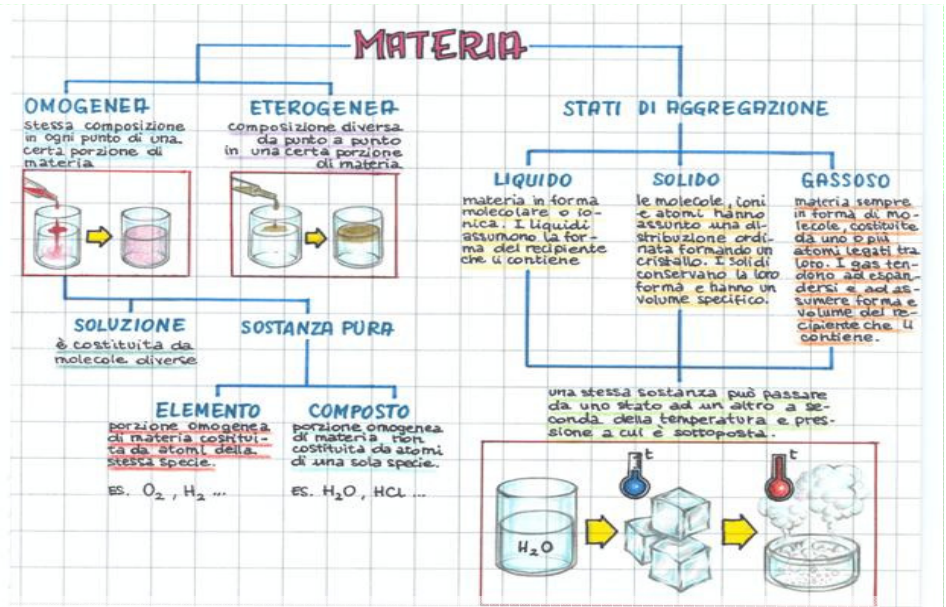 MATERIA
OMOGENEA
stessa composizione
in ogni punto di una
certa porzione di
materia
ETEROGENEA
composizione diversa
da punto a punto
in una certa porzione
di materia
SOLUZIONE
è costituita da
molecole diverse
SOSTANZA PURA
ELEMENTO
porzione omogenea
di materia costitui-
ta da atomi della
stessa specie.
ES. O₂, H₂ ...
COMPOSTO
porzione omogenea
di materia non
costituita da atomi
di una sola specie.
ES. H₂O, HCl ...
STATI DI AGGREGAZIONE
LIQUIDO
materia in forma
molecolare o io-
nica. I liquidi
assumono la for-
ma del recipiente
che li contiene
SOLIDO
le molecole, ioni
e atomi hanno
assunto una di-
stribuzione ordi-
nata formando un
cristallo. I solidi
conservano la loro
forma e hanno un
volume specifico.
GASSOSO
materia sempre
in forma di mo-
lecole, costituite
da uno o più
atomi legati tra
loro. I gas ten-
dono ad espan-
dersi e ad as-
sumere forma e
volume del re-
cipiente che li
contiene.
una stessa sostanza può passare
da uno stato ad un altro a se-
conda della temperatura e pres-
sione a cui è sottoposta.
H₂O
t
t